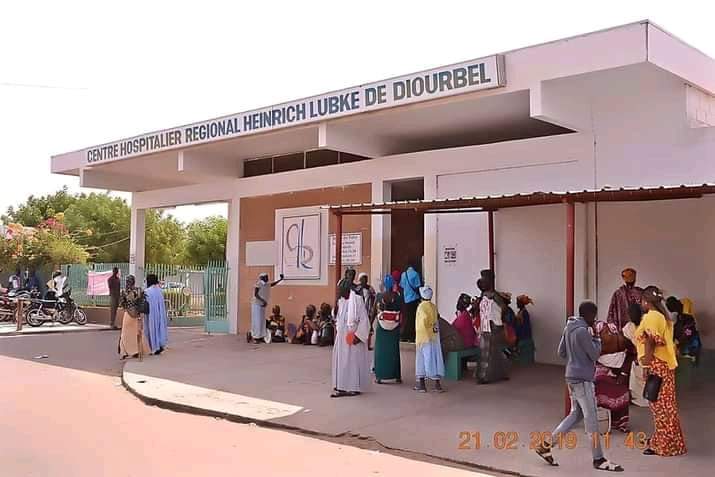 CENTRE HOSPITALIER REGIONAL HEINRICH LUBKE DE DIOURBEL
21.02 2019 11:43